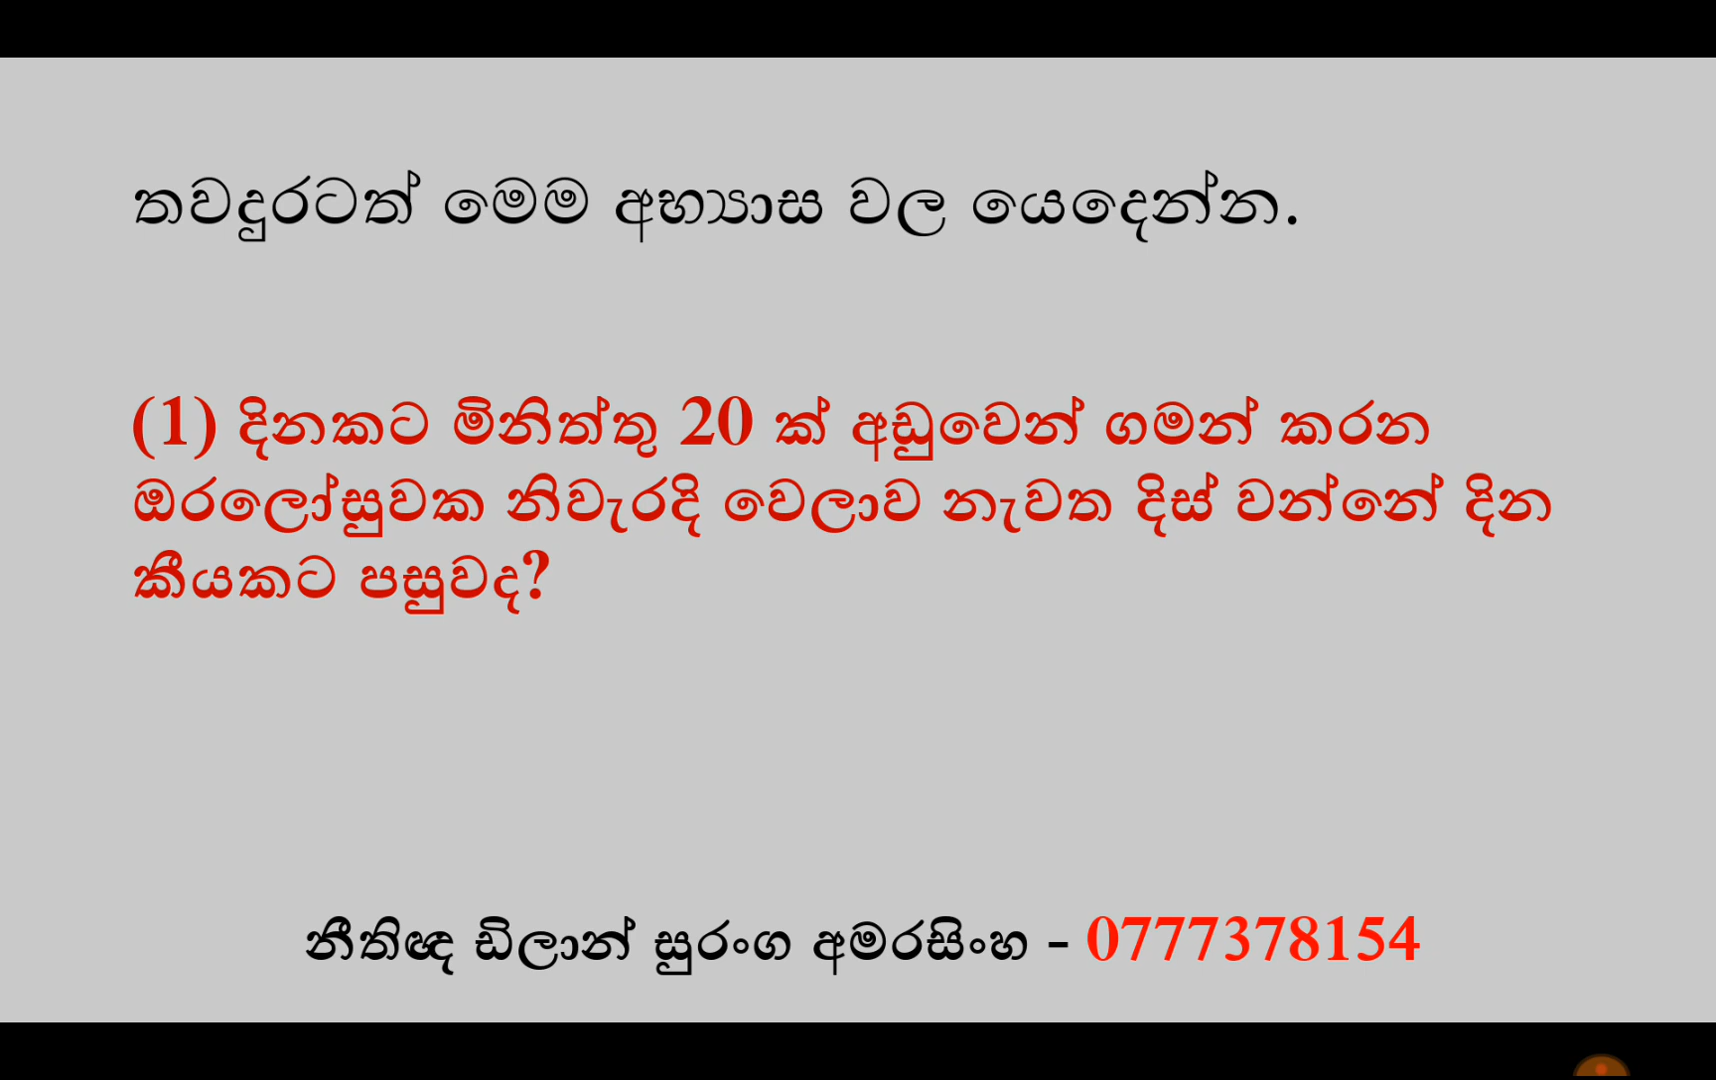 තවදුරටත් මෙම අභ්‍යාස වල යෙදෙන්න.
(1) දිනකට මිනිත්තු 20 ක් අඩුවෙන් ගමන් කරන
ඔරලෝසුවක නිවැරදි වෙලාව නැවත දිස් වන්නේ දින
කීයකට පසුවද?
නීතිඥ ඩිලාන් සුරංග අමරසිංහ - 0777378154